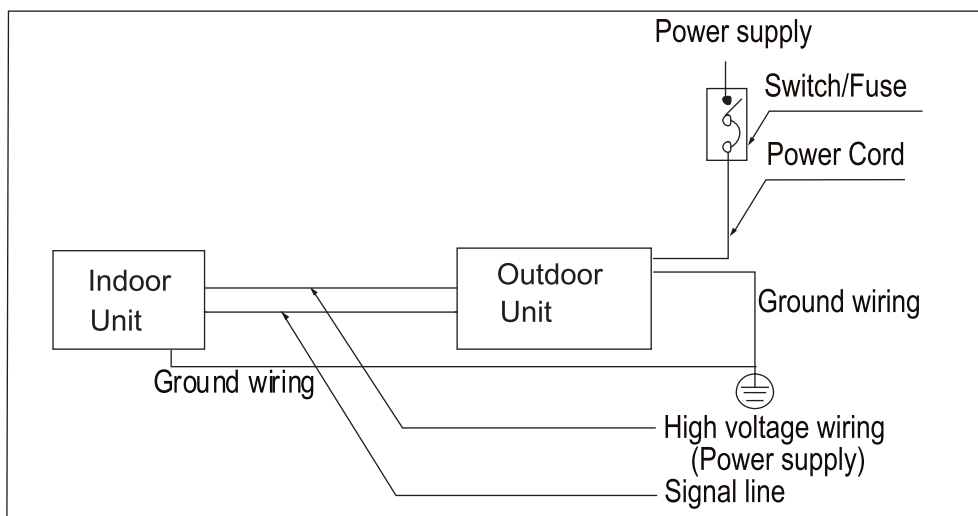 Power supply
Switch/Fuse
Power Cord
Indoor
Unit
Outdoor
Unit
Ground wiring
Ground wiring
High voltage wiring
(Power supply)
Signal line